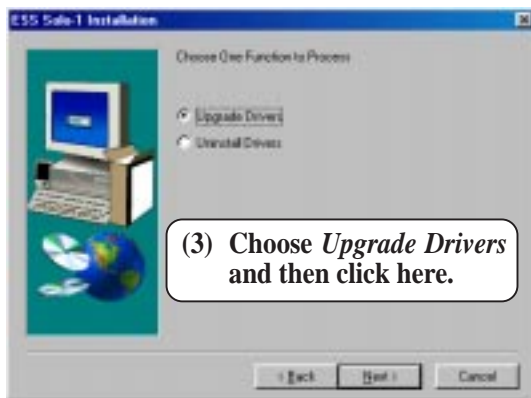 ESS Solo-1 Installation
Choose One Function to Process
Upgrade Drivers
Uninstall Drivers
(3) Choose Upgrade Drivers
and then click here.
< Back
Next >
Cancel